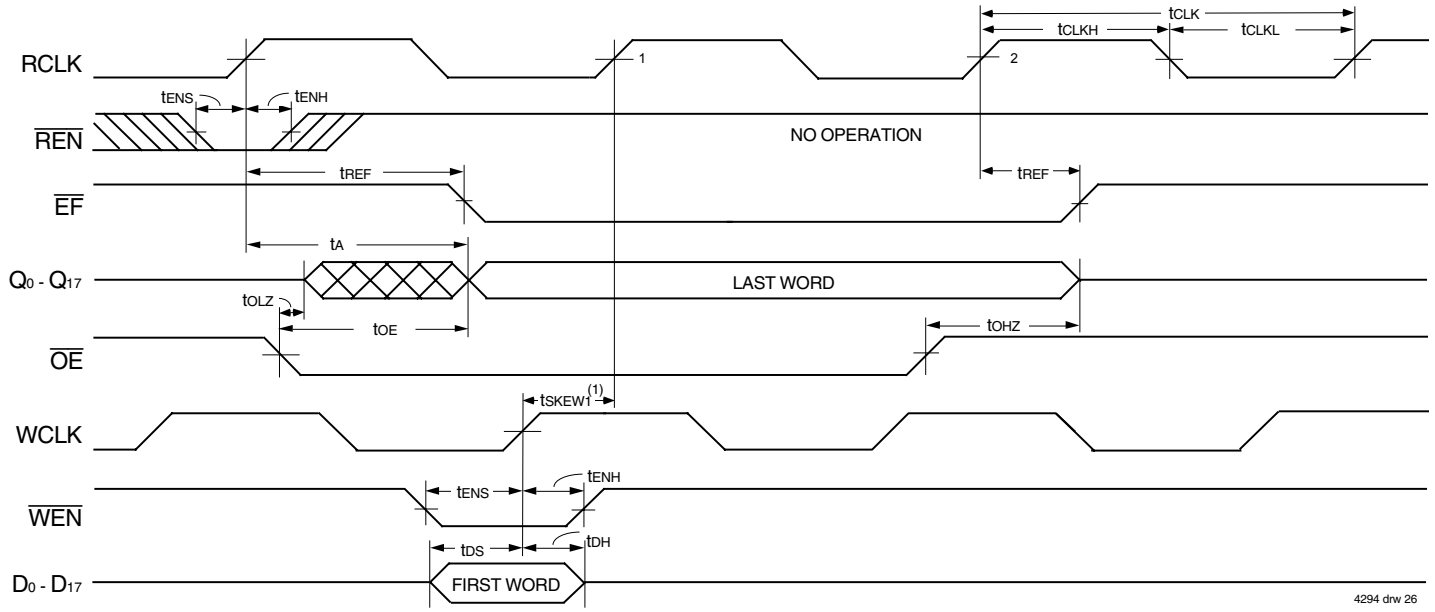 tCLK
tCLKH
tCLKL
RCLK
1
2
tENS
tENH
REN
NO OPERATION
tREF
tREF
EF
tA
Q0 - Q17
LAST WORD
tOLZ
tOE
tOHZ
OE
tSKEW1(1)
WCLK
tENS
tENH
WEN
tDS
tDH
D0 - D17
FIRST WORD
4294 drw 26